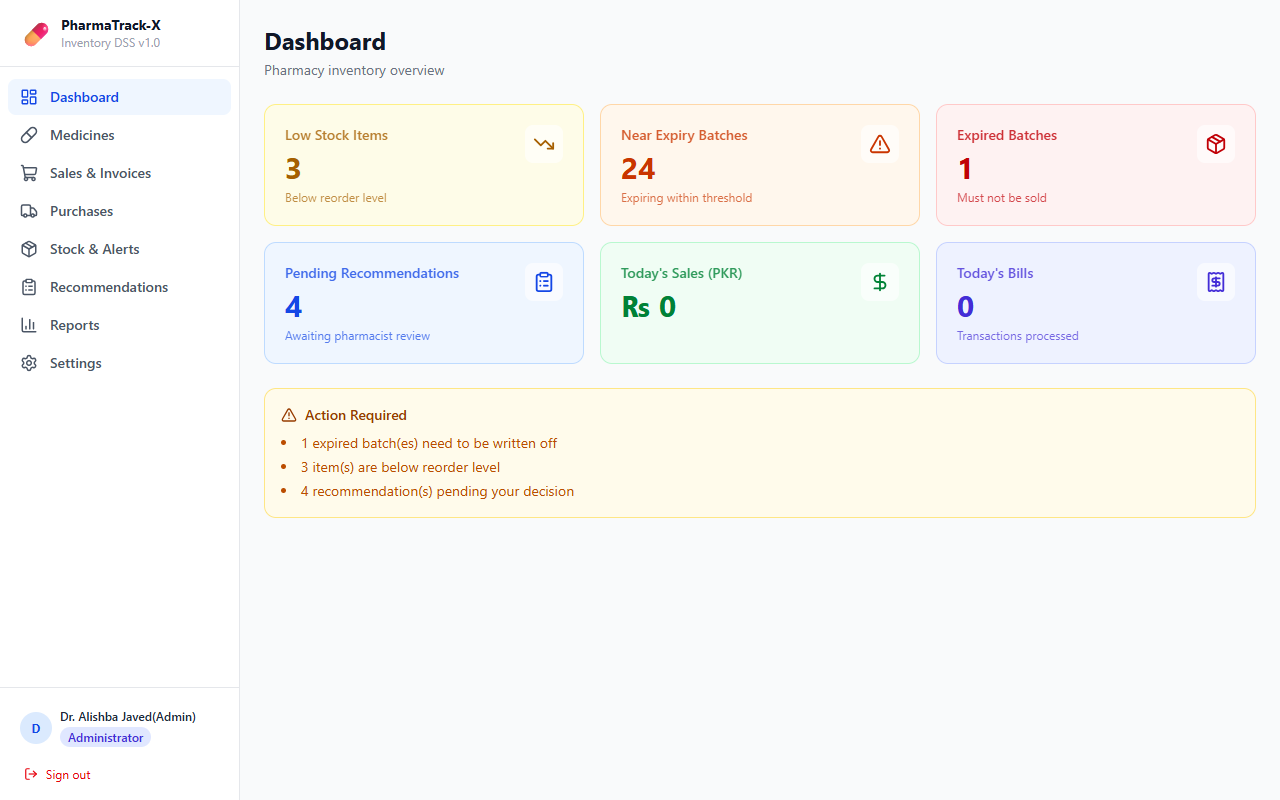 PharmaTrack-X
Inventory DSS v1.0
Dashboard
Medicines
Sales & Invoices
Purchases
Stock & Alerts
Recommendations
Reports
Settings
D
Dr. Alishba Javed(Admin)
Administrator
Sign out
Dashboard
Pharmacy inventory overview
Low Stock Items
3
Below reorder level
Near Expiry Batches
24
Expiring within threshold
Expired Batches
1
Must not be sold
Pending Recommendations
4
Awaiting pharmacist review
Today's Sales (PKR)
₨ 0
Today's Bills
0
Transactions processed
Action Required
• 1 expired batch(es) need to be written off
• 3 item(s) are below reorder level
• 4 recommendation(s) pending your decision